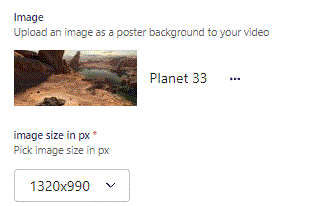 Image
Upload an image as a poster background to your video
Planet 33
image size in px *
Pick image size in px
1320x990